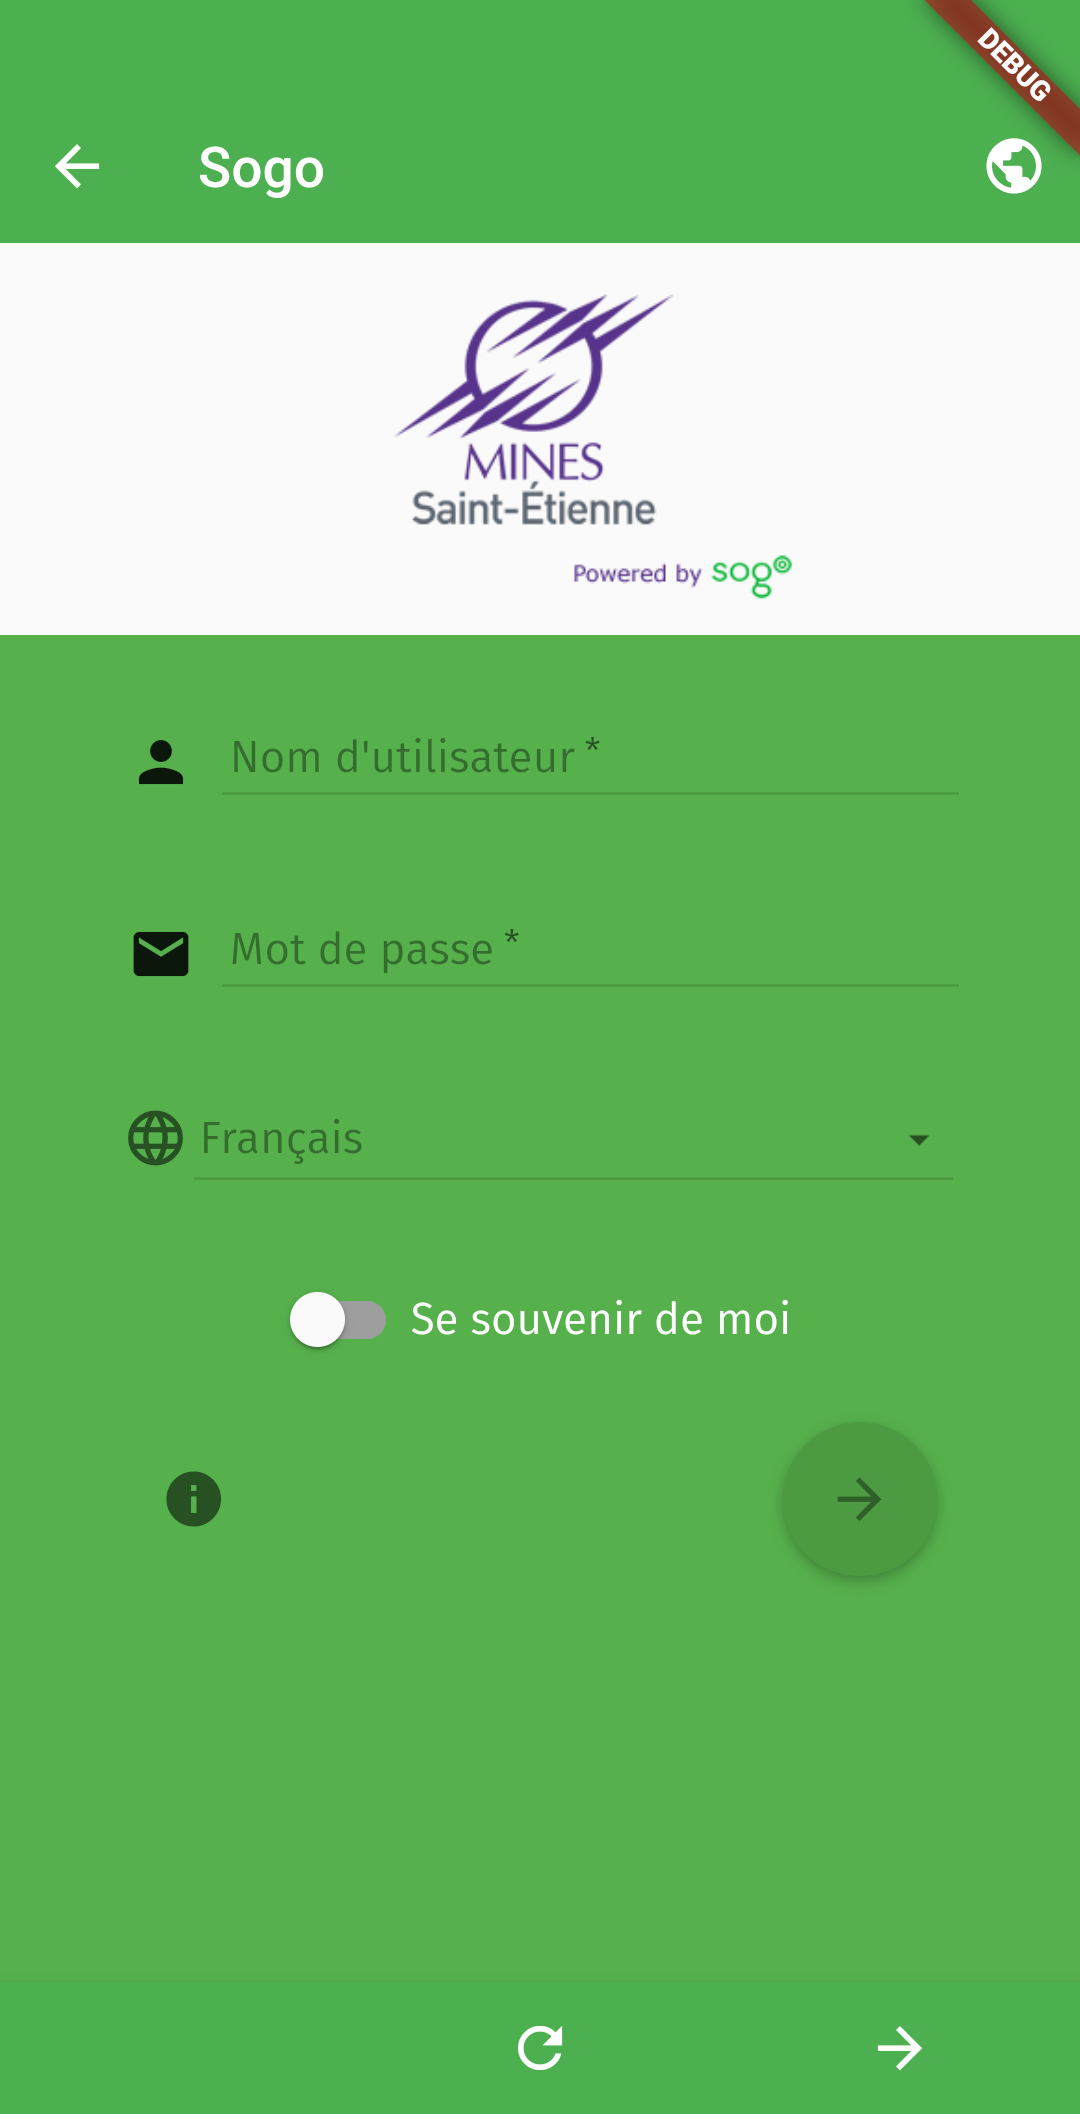 DEBUG
Sogo
MINES
Saint-Étienne
Powered by sogo
Nom d'utilisateur *
Mot de passe *
Français
Se souvenir de moi